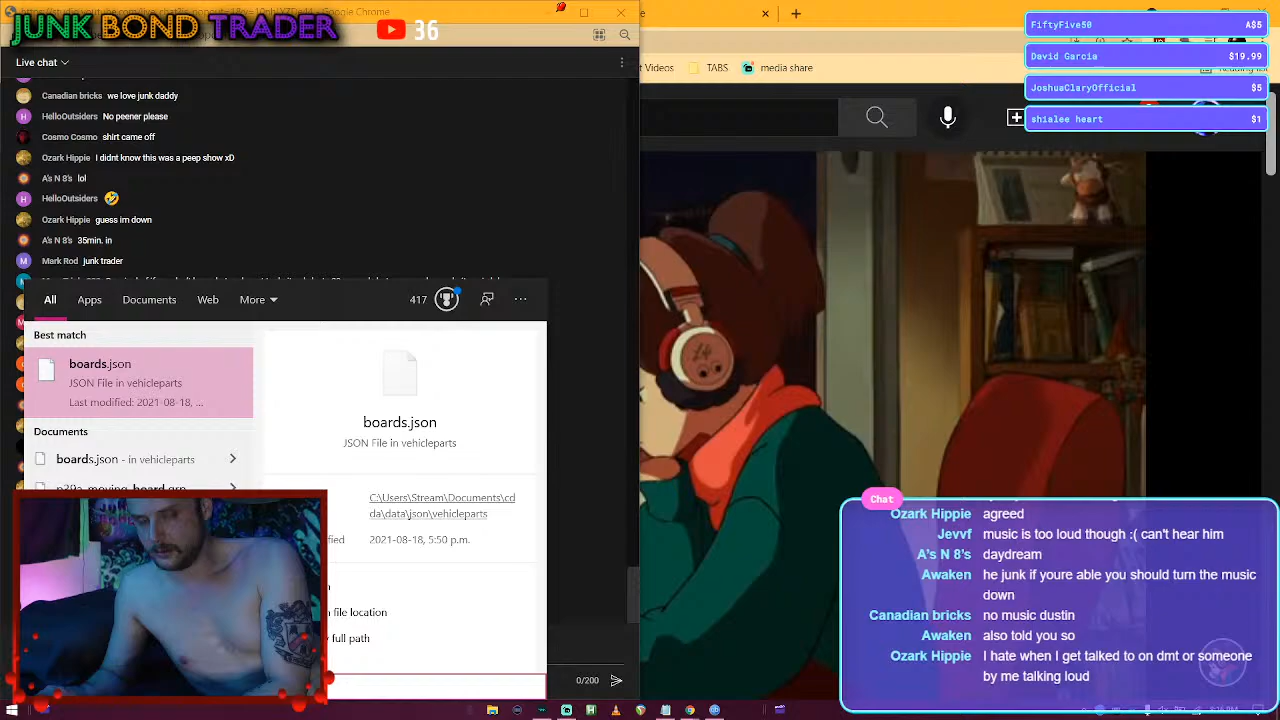 JUNK BOND TRADER
36
Live chat
Canadian bricks we love junk daddy
HelloOutsiders No peener please
Cosmo Cosmo shirt came off
Ozark Hippie I didnt know this was a peep show xD
A's N 8's lol
HelloOutsiders 🤣
Ozark Hippie guess im down
A's N 8's 35min. in
Mark Rod junk trader
All Apps Documents Web More 417
Best match
boards.json
JSON File in vehicleparts
Last modified: 2021-08-18, ...
Documents
boards.json - in vehicleparts
boards.json
JSON File in vehicleparts
C:\Users\Stream\Documents\cd
da\data\json\vehicleparts
2021-08-18, 5:50 p.m.
file location
full path
0/200
Videos TABS media share
FiftyFive50 A$5
David Garcia $19.99
JoshuaClaryOfficial $5
shialee heart $1
Chat
Ozark Hippie agreed
Jevvf music is too loud though :( can't hear him
A's N 8's daydream
Awaken he junk if youre able you should turn the music
down
Canadian bricks no music dustin
Awaken also told you so
Ozark Hippie I hate when I get talked to on dmt or someone
by me talking loud